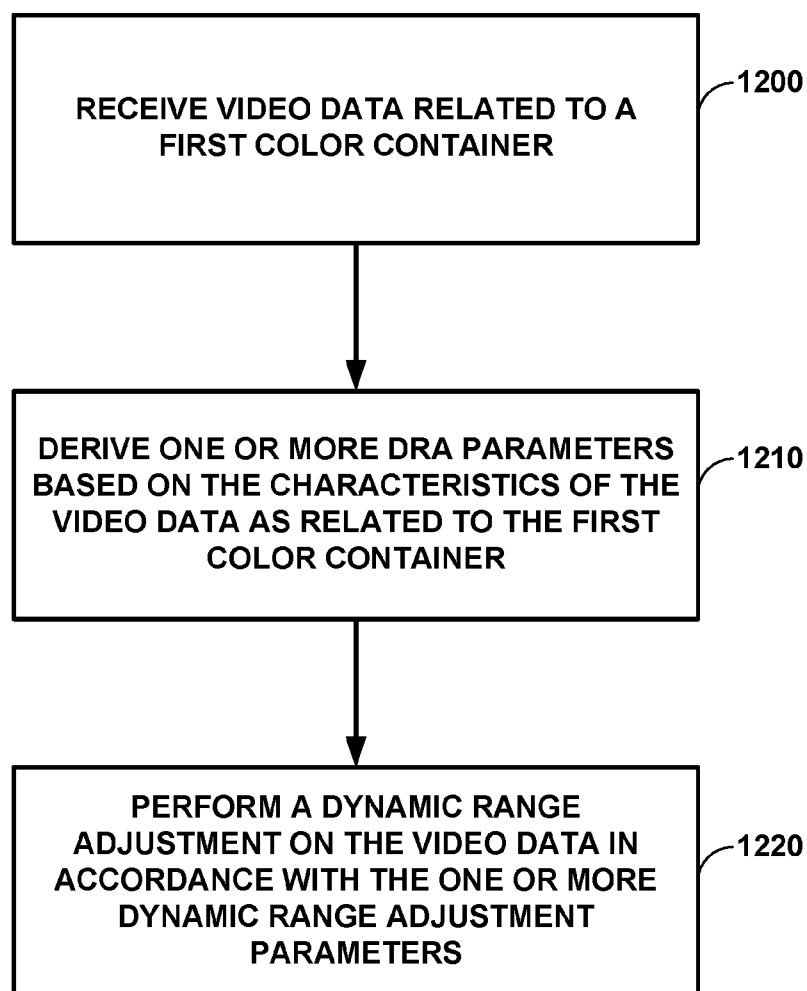 RECEIVE VIDEO DATA RELATED TO A
FIRST COLOR CONTAINER
1200
DERIVE ONE OR MORE DRA PARAMETERS
BASED ON THE CHARACTERISTICS OF THE
VIDEO DATA AS RELATED TO THE FIRST
COLOR CONTAINER
1210
PERFORM A DYNAMIC RANGE
ADJUSTMENT ON THE VIDEO DATA IN
ACCORDANCE WITH THE ONE OR MORE
DYNAMIC RANGE ADJUSTMENT
PARAMETERS
1220